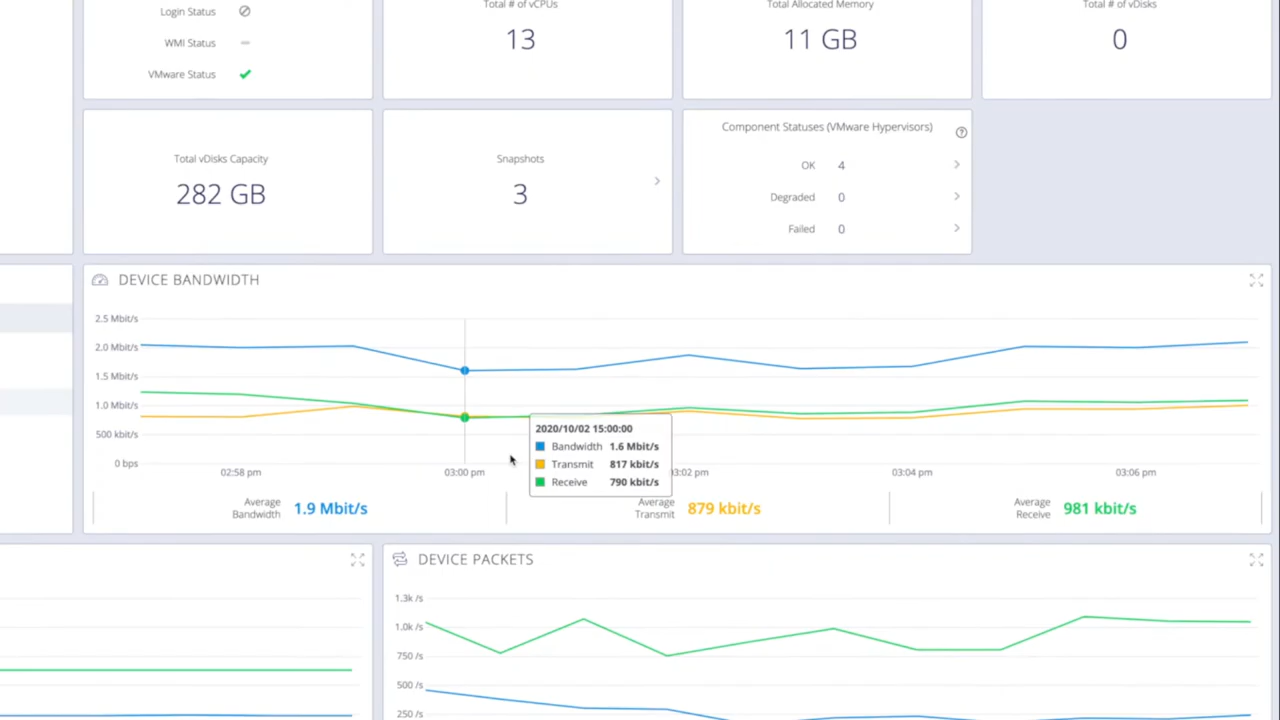 Login Status
WMI Status
VMware Status
Total # of vCPUs
13
Total Allocated Memory
11 GB
Total # of vDisks
0
Total vDisks Capacity
282 GB
Snapshots
3
Component Statuses (VMware Hypervisors)
OK 4
Degraded 0
Failed 0
DEVICE BANDWIDTH
2.5 Mbit/s
2.0 Mbit/s
1.5 Mbit/s
1.0 Mbit/s
500 kbit/s
0 bps
02:58 pm
03:00 pm
03:02 pm
03:04 pm
03:06 pm
2020/10/02 15:00:00
Bandwidth 1.6 Mbit/s
Transmit 817 kbit/s
Receive 790 kbit/s
Average
Bandwidth
1.9 Mbit/s
Average
Transmit
879 kbit/s
Average
Receive
981 kbit/s
DEVICE PACKETS
1.3k /s
1.0k /s
750 /s
500 /s
250 /s